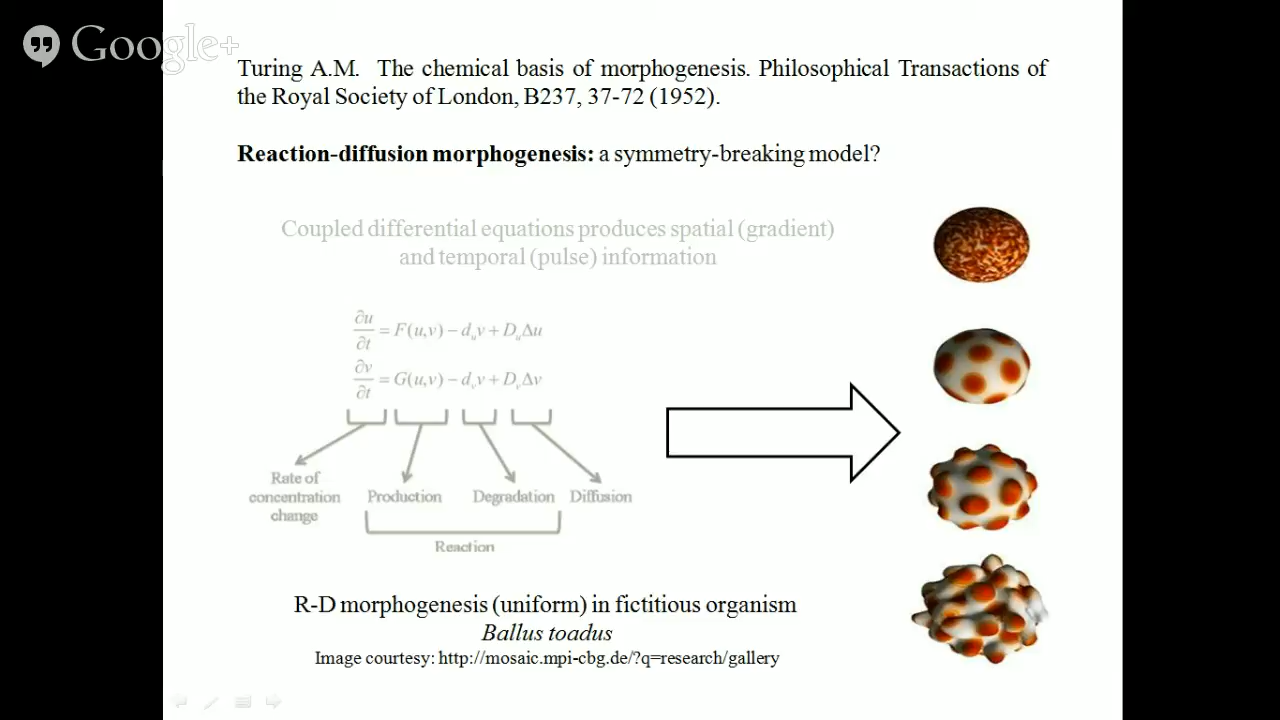 Google+
Turing A.M. The chemical basis of morphogenesis. Philosophical Transactions of
the Royal Society of London, B237, 37-72 (1952).
Reaction-diffusion morphogenesis: a symmetry-breaking model?
Coupled differential equations produces spatial (gradient)
and temporal (pulse) information
∂u/∂t = F(u,v) − d_u v + D_u Δu
∂v/∂t = G(u,v) − d_v v + D_v Δv
Rate of
concentration
change
Production
Degradation
Diffusion
Reaction
R-D morphogenesis (uniform) in fictitious organism
Ballus toadus
Image courtesy: http://mosaic.mpi-cbg.de/?q=research/gallery